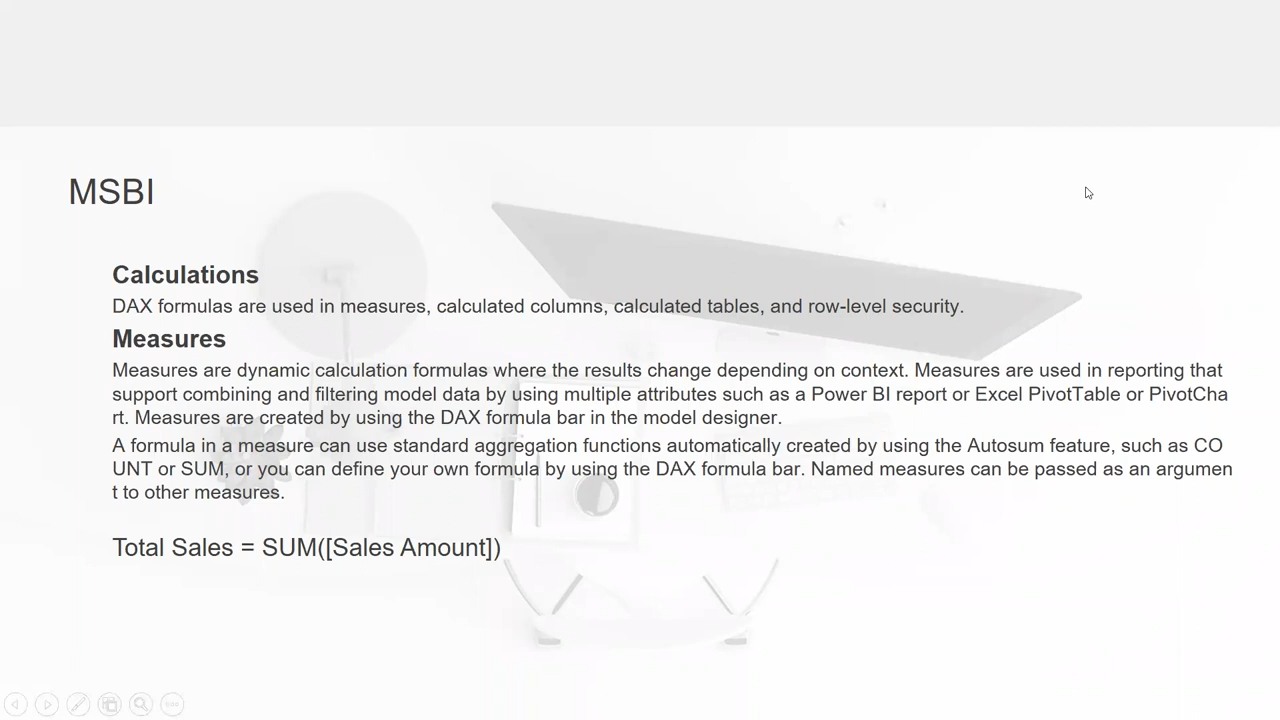 MSBI
Calculations
DAX formulas are used in measures, calculated columns, calculated tables, and row-level security.
Measures
Measures are dynamic calculation formulas where the results change depending on context. Measures are used in reporting that
support combining and filtering model data by using multiple attributes such as a Power BI report or Excel PivotTable or PivotCha
rt. Measures are created by using the DAX formula bar in the model designer.
A formula in a measure can use standard aggregation functions automatically created by using the Autosum feature, such as CO
UNT or SUM, or you can define your own formula by using the DAX formula bar. Named measures can be passed as an argumen
t to other measures.
Total Sales = SUM([Sales Amount])